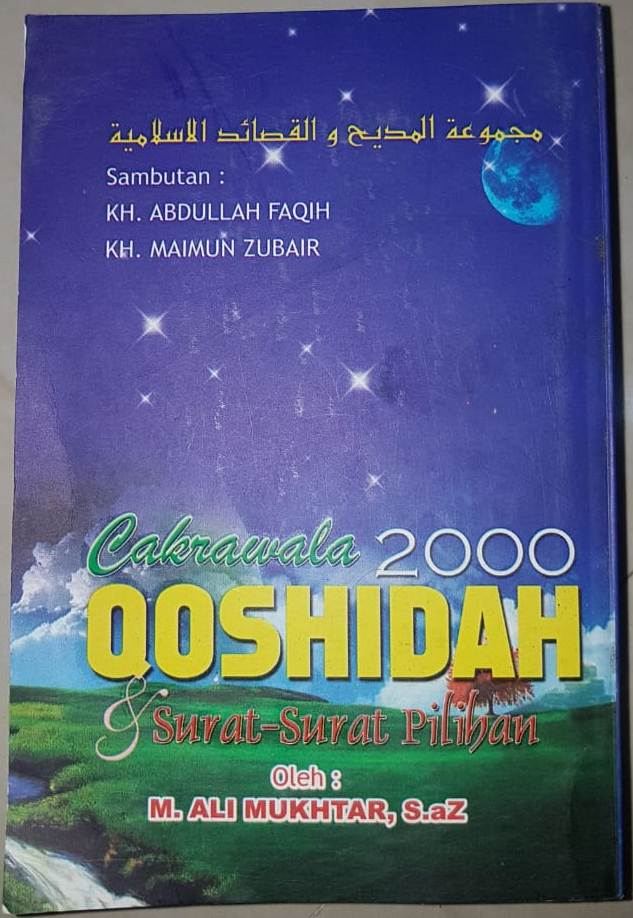 مجموعة المديح و القصائد الاسلامية
Sambutan :
KH. ABDULLAH FAQIH
KH. MAIMUN ZUBAIR
Cakrawala 2000
QOSHIDAH
& Surat-Surat Pilihan
Oleh :
M. ALI MUKHTAR, S.aZ